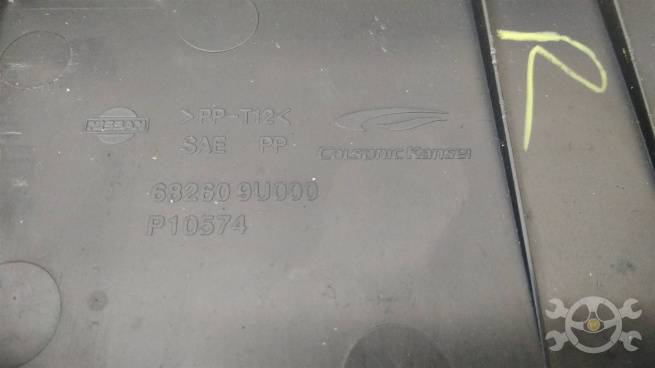 R
NISSAN
>PP-T12<
SAE PP
Calsonic Kansei
68260 9U000
P10574